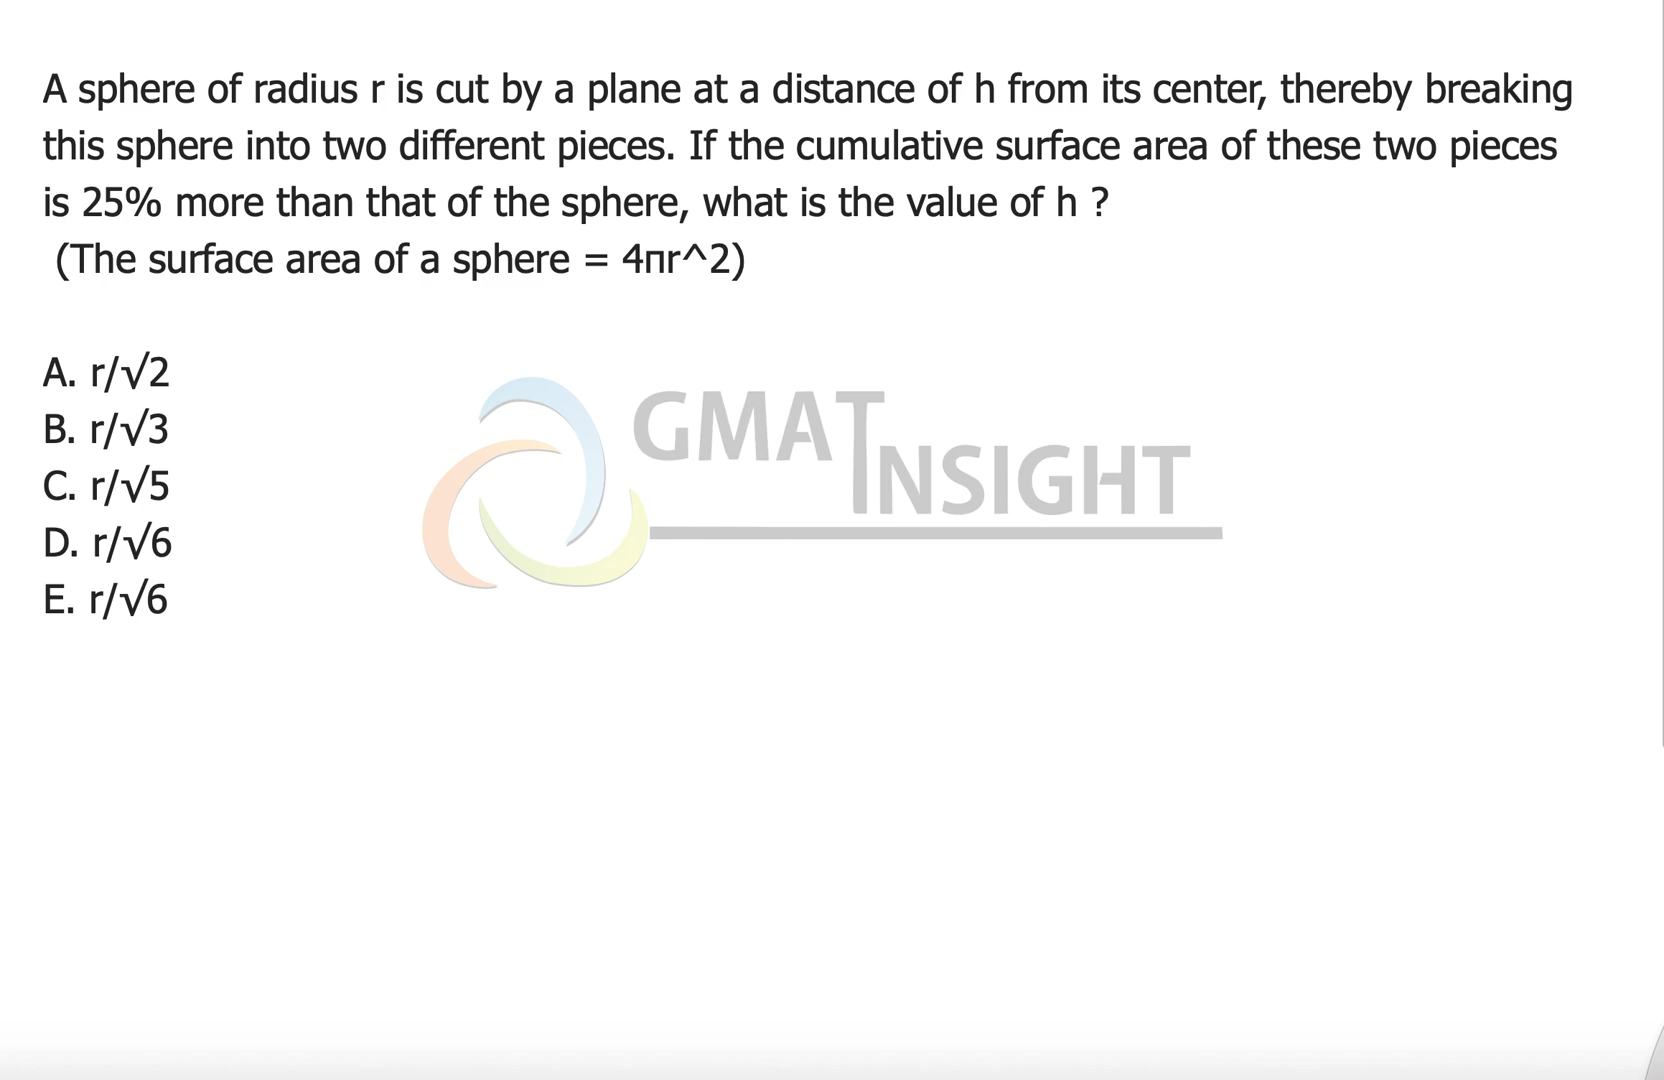 A sphere of radius r is cut by a plane at a distance of h from its center, thereby breaking
this sphere into two different pieces. If the cumulative surface area of these two pieces
is 25% more than that of the sphere, what is the value of h ?
(The surface area of a sphere = 4πr^2)
A. r/√2
B. r/√3
C. r/√5
D. r/√6
E. r/√6
GMATINSIGHT